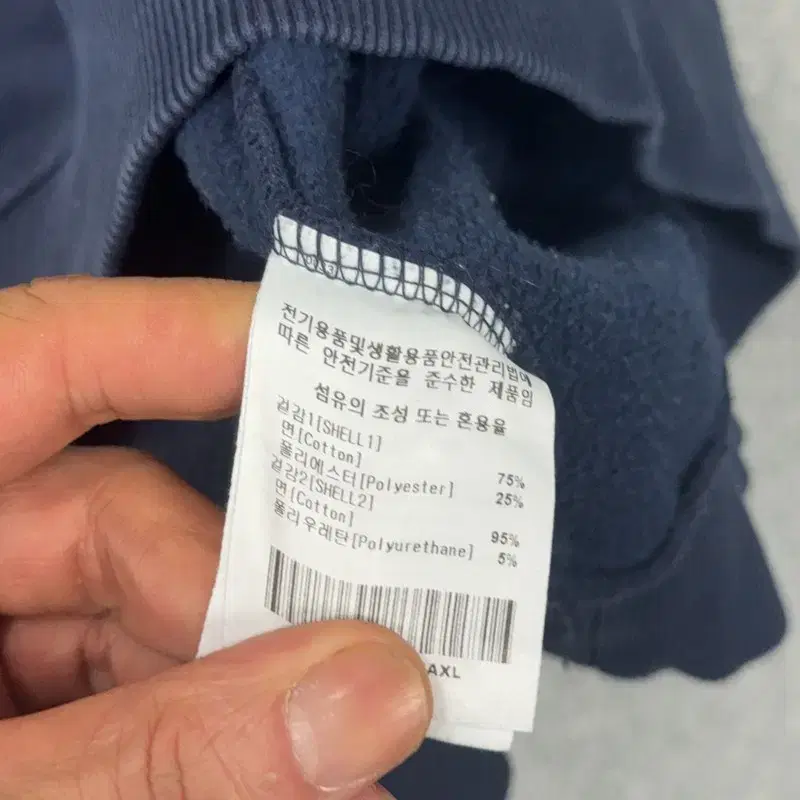 전기용품및생활용품안전관리법에
따른 안전기준을 준수한 제품임
섬유의 조성 또는 혼용율
겉감1[SHELL1]
면[Cotton] 75%
폴리에스터[Polyester] 25%
겉감2[SHELL2]
면[Cotton] 95%
폴리우레탄[Polyurethane] 5%
AXL